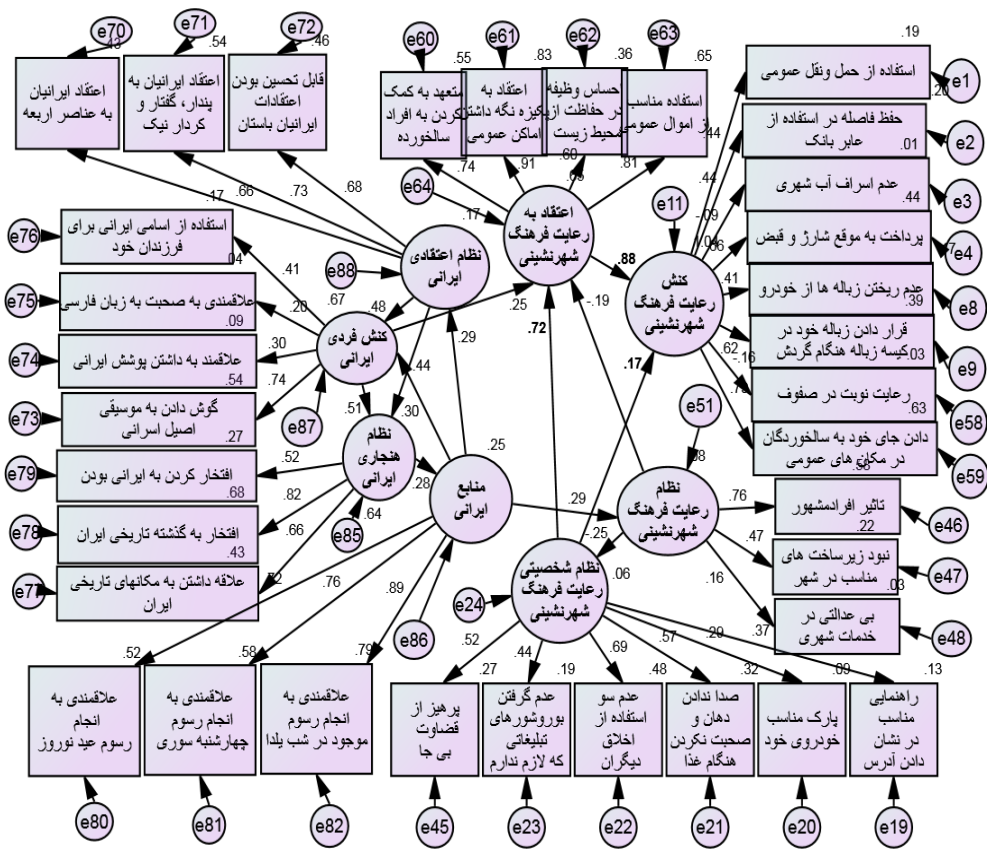 e70
e71
e72
.43
.54
.46
اعتقاد ایرانیان
به عناصر اربعه
اعتقاد ایرانیان به
پندار، گفتار و
کردار نیک
قابل تحسین بودن
اعتقادات
ایرانیان باستان
e60
e61
e62
e63
.55
.83
.36
.65
متعهد به کمک
کردن به افراد
سالخورده
اعتقاد به
پاکیزه نگه داشتن
اماکن عمومی
احساس وظیفه
در حفاظت از
محیط زیست
استفاده مناسب
از اموال عمومی
.19
استفاده از حمل ونقل عمومی
e1
.20
حفظ فاصله در استفاده از
عابر بانک
.01
e2
عدم اسراف آب شهری
.44
e3
پرداخت به موقع شارژ و قبض
e4
عدم ریختن زباله ها از خودرو
.39
e8
قرار دادن زباله خود در
کیسه زباله هنگام گردش
.03
e9
رعایت نوبت در صفوف
.63
e58
دادن جای خود به سالخوردگان
در مکان های عمومی
e59
.66
.73
.68
.17
.74
.91
.60
.81
.44
.44
-.09
.41
.62
-.16
e64
.17
e11
اعتقاد به
رعایت فرهنگ
شهرنشینی
.88
کنش
رعایت فرهنگ
شهرنشینی
e88
نظام اعتقادی
ایرانی
e76
استفاده از اسامی ایرانی برای
فرزندان خود
.04
e75
علاقمندی به صحبت به زبان فارسی
.09
e74
علاقمند به داشتن پوشش ایرانی
.54
e73
گوش دادن به موسیقی
اصیل اسرانی
.27
e79
افتخار کردن به ایرانی بودن
.68
e78
افتخار به گذشته تاریخی ایران
.43
e77
علاقه داشتن به مکانهای تاریخی
ایران
.41
.20
.30
.74
.67
.48
.25
-.19
.29
.72
.17
کنش فردی
ایرانی
e87
.44
.51
.30
نظام
هنجاری
ایرانی
.52
.82
.66
.72
e85
.64
.28
منابع
ایرانی
.25
e86
.29
e51
نظام
رعایت فرهنگ
شهرنشینی
.76
.47
.16
تاثیر افرادمشهور
.22
e46
نبود زیرساخت های
مناسب در شهر
.03
e47
بی عدالتی در
خدمات شهری
e48
-.25
.06
نظام شخصیتی
رعایت فرهنگ
شهرنشینی
e24
.76
.89
.52
.44
.69
.57
.29
.37
.52
.58
.79
.27
.19
.48
.32
.09
.13
علاقمندی به
انجام
رسوم عید نوروز
علاقمندی به
انجام رسوم
چهارشنبه سوری
علاقمندی به
انجام رسوم
موجود در شب یلدا
پرهیز از
قضاوت
بی جا
عدم گرفتن
بوروشورهای
تبلیغاتی
که لازم ندارم
عدم سو
استفاده از
اخلاق
دیگران
صدا ندادن
دهان و
صحبت نکردن
هنگام غذا
پارک مناسب
خودروی خود
راهنمایی
مناسب
در نشان
دادن آدرس
e80
e81
e82
e45
e23
e22
e21
e20
e19